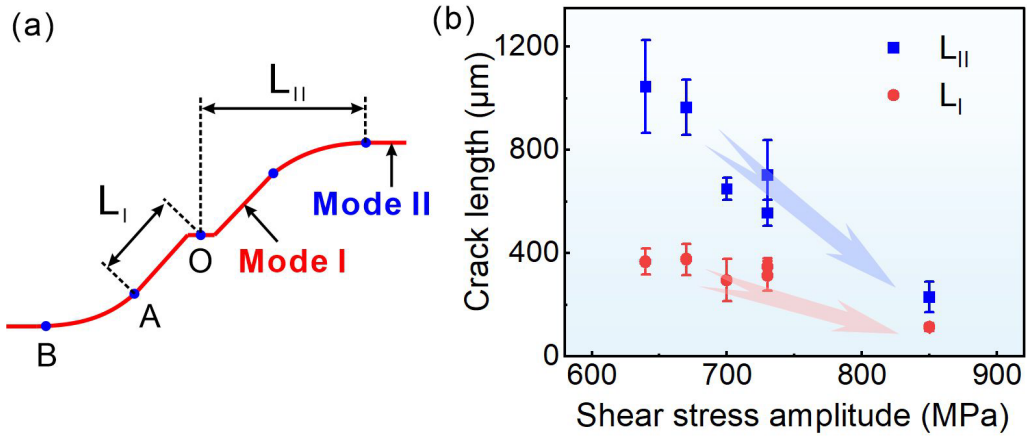 (a)
L_II
L_I
O
Mode II
Mode I
A
B
(b)
Crack length (μm)
1200
800
400
0
L_II
L_I
600
700
800
900
Shear stress amplitude (MPa)